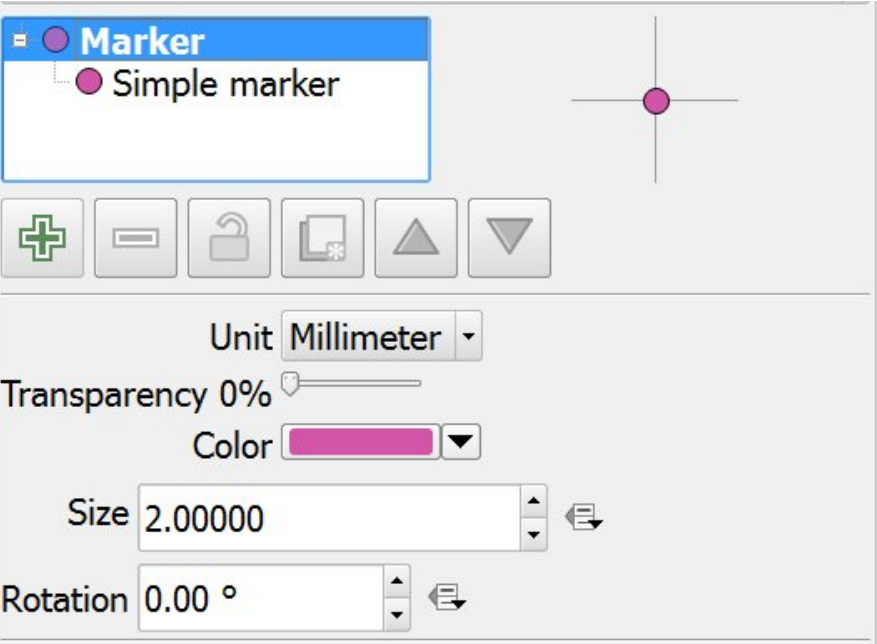 Marker
Simple marker
Unit Millimeter
Transparency 0%
Color
Size 2.00000
Rotation 0.00 °